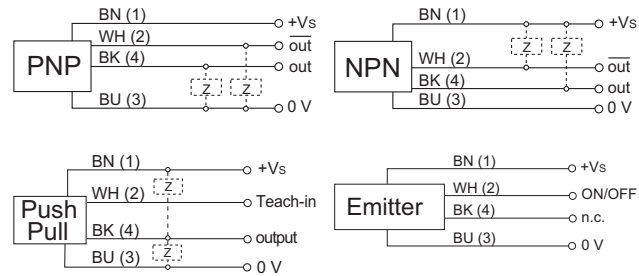 BN (1) +Vs
WH (2) out
PNP BK (4) out
Z Z
BU (3) 0 V
BN (1) +Vs
Z Z
NPN WH (2) out
BK (4) out
BU (3) 0 V
BN (1) +Vs
Z
WH (2) Teach-in
Push
Pull BK (4) output
Z
BU (3) 0 V
BN (1) +Vs
WH (2) ON/OFF
Emitter BK (4) n.c.
BU (3) 0 V